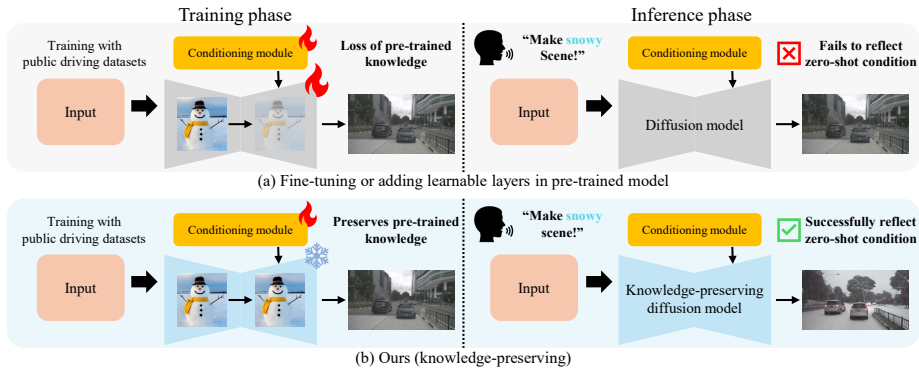 Training phase
Inference phase
Training with
public driving datasets
Conditioning module
Loss of pre-trained
knowledge
Input
“Make snowy
Scene!”
Conditioning module
Fails to reflect
zero-shot condition
Input
Diffusion model
(a) Fine-tuning or adding learnable layers in pre-trained model
Training with
public driving datasets
Conditioning module
Preserves pre-trained
knowledge
Input
“Make snowy
scene!”
Conditioning module
Successfully reflect
zero-shot condition
Input
Knowledge-preserving
diffusion model
(b) Ours (knowledge-preserving)